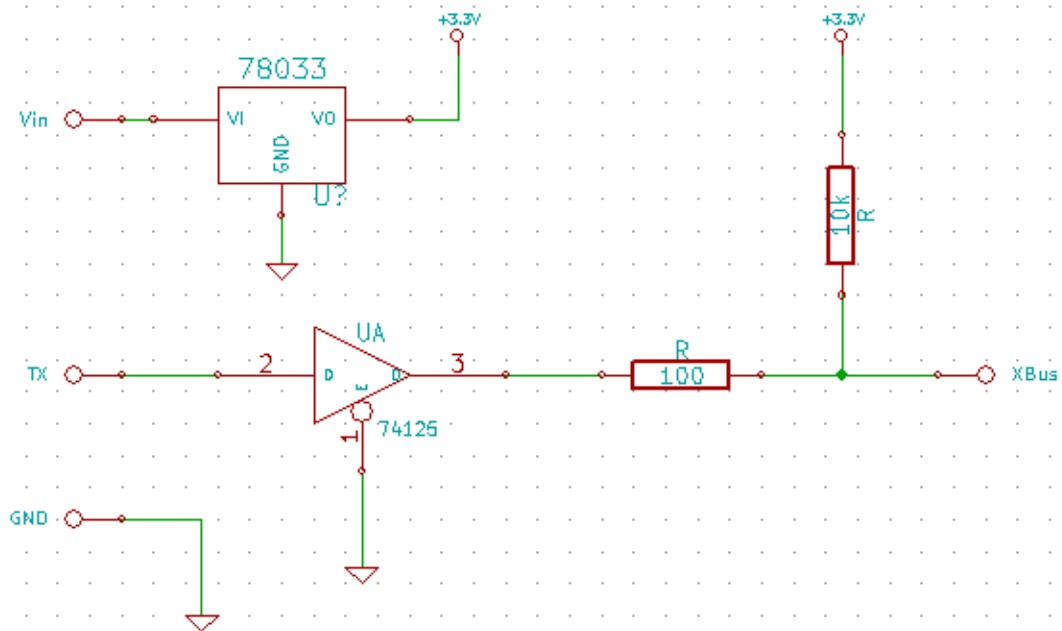 +3.3V
+3.3V
78033
Vin
VI
VO
GND
U?
10k
R
UA
TX
2
D
O
3
E
1
74125
R
100
XBus
GND